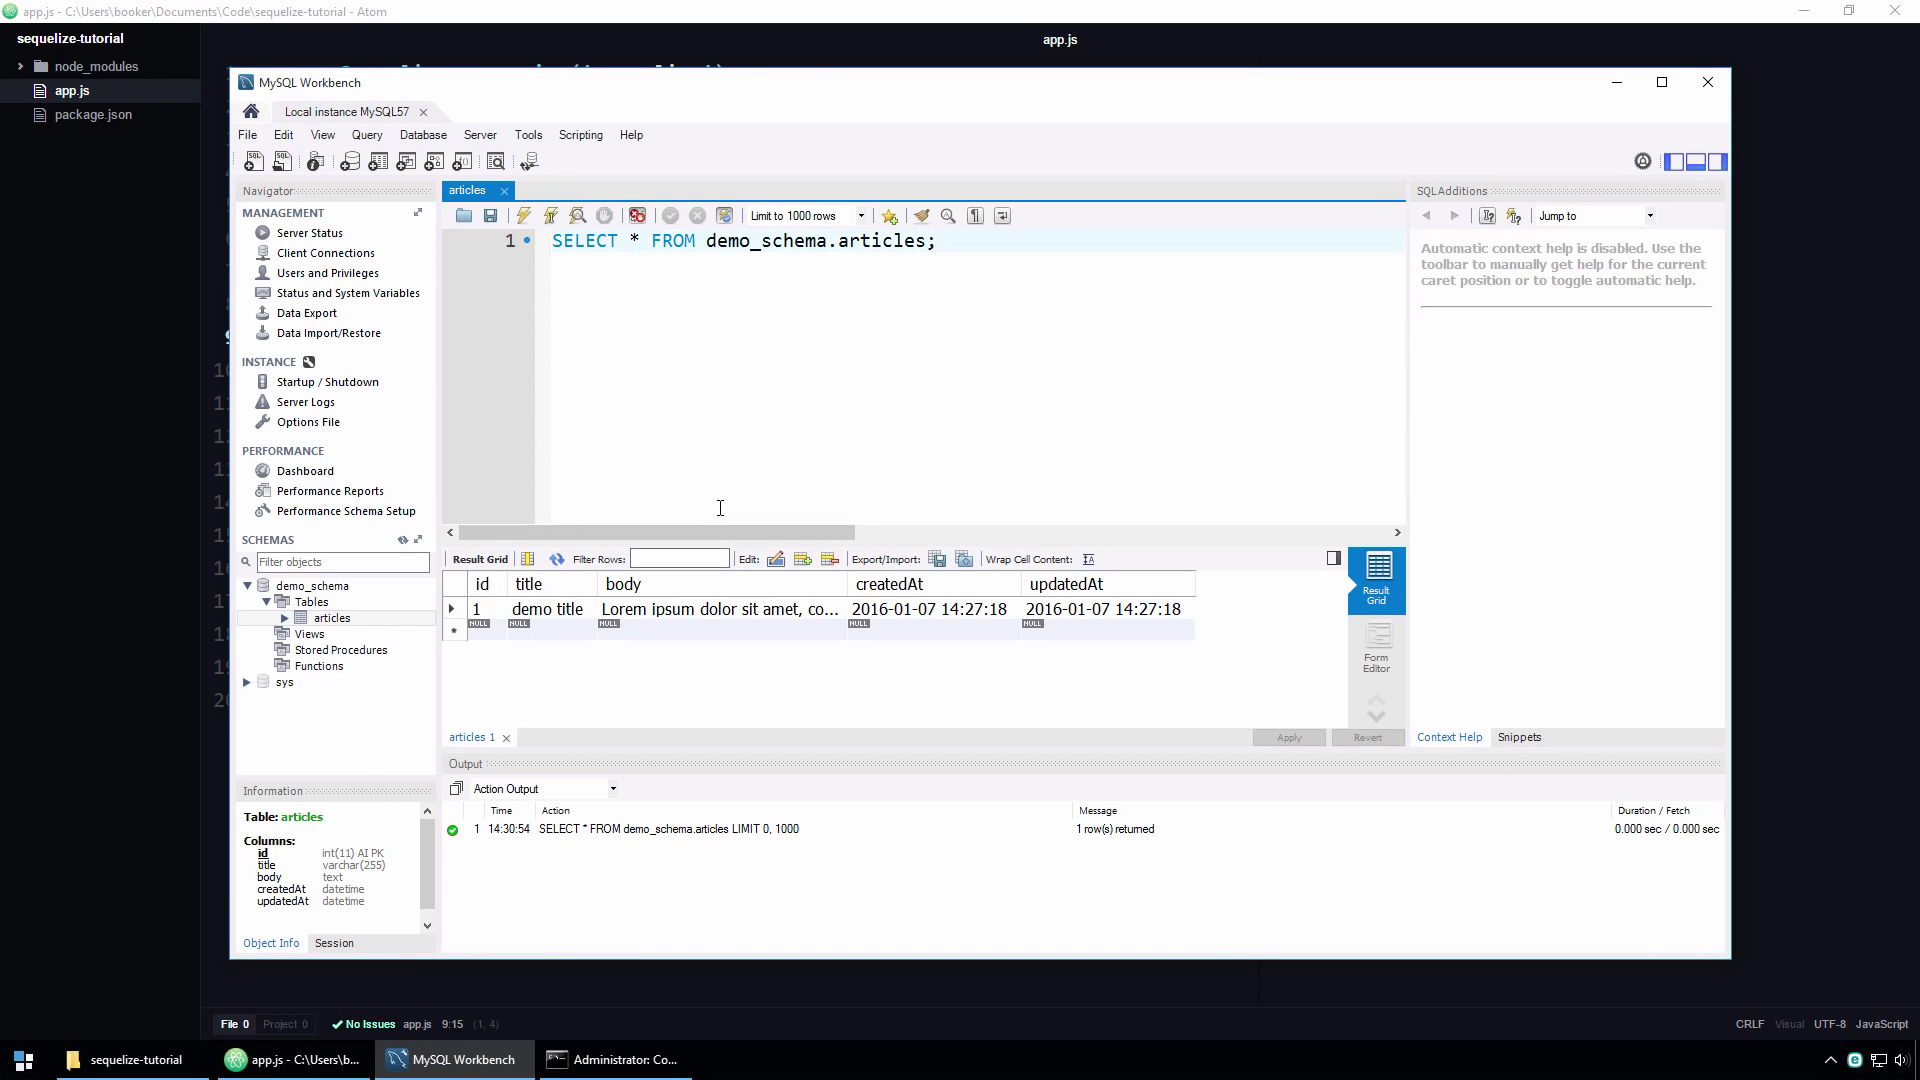 app.js - C:\Users\booker\Documents\Code\sequelize-tutorial - Atom
sequelize-tutorial
app.js
node_modules
app.js
package.json
MySQL Workbench
Local instance MySQL57
File Edit View Query Database Server Tools Scripting Help
Navigator
articles
SQLAdditions
MANAGEMENT
Server Status
Client Connections
Users and Privileges
Status and System Variables
Data Export
Data Import/Restore
INSTANCE
Startup / Shutdown
Server Logs
Options File
PERFORMANCE
Dashboard
Performance Reports
Performance Schema Setup
SCHEMAS
Filter objects
demo_schema
Tables
articles
Views
Stored Procedures
Functions
sys
Limit to 1000 rows
1 SELECT * FROM demo_schema.articles;
Jump to
Automatic context help is disabled. Use the
toolbar to manually get help for the current
caret position or to toggle automatic help.
Result Grid Filter Rows: Edit: Export/Import: Wrap Cell Content:
id title body createdAt updatedAt
1 demo title Lorem ipsum dolor sit amet, co... 2016-01-07 14:27:18 2016-01-07 14:27:18
NULL NULL NULL NULL NULL
Result
Grid
Form
Editor
articles 1
Apply Revert
Context Help Snippets
Output
Action Output
Time Action Message Duration / Fetch
1 14:30:54 SELECT * FROM demo_schema.articles LIMIT 0, 1000 1 row(s) returned 0.000 sec / 0.000 sec
Information
Table: articles
Columns:
id int(11) AI PK
title varchar(255)
body text
createdAt datetime
updatedAt datetime
Object Info Session
File 0 Project 0 No Issues app.js 9:15 (1, 4)
CRLF Visual UTF-8 JavaScript
sequelize-tutorial
app.js - C:\Users\b...
MySQL Workbench
Administrator: Co...